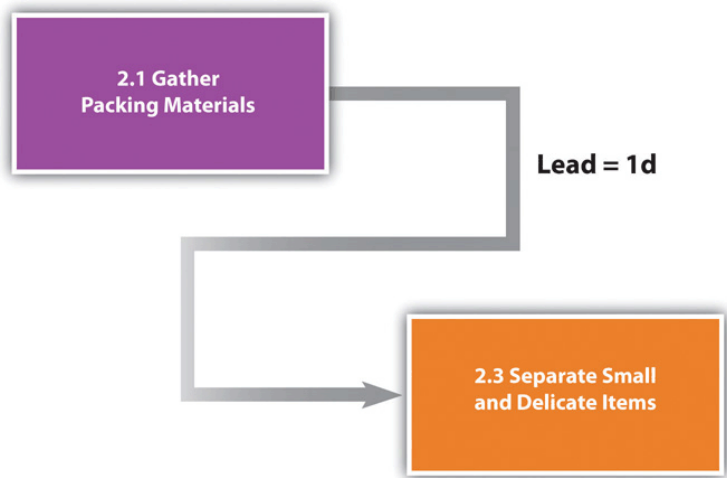 2.1 Gather
Packing Materials
Lead = 1d
2.3 Separate Small
and Delicate Items